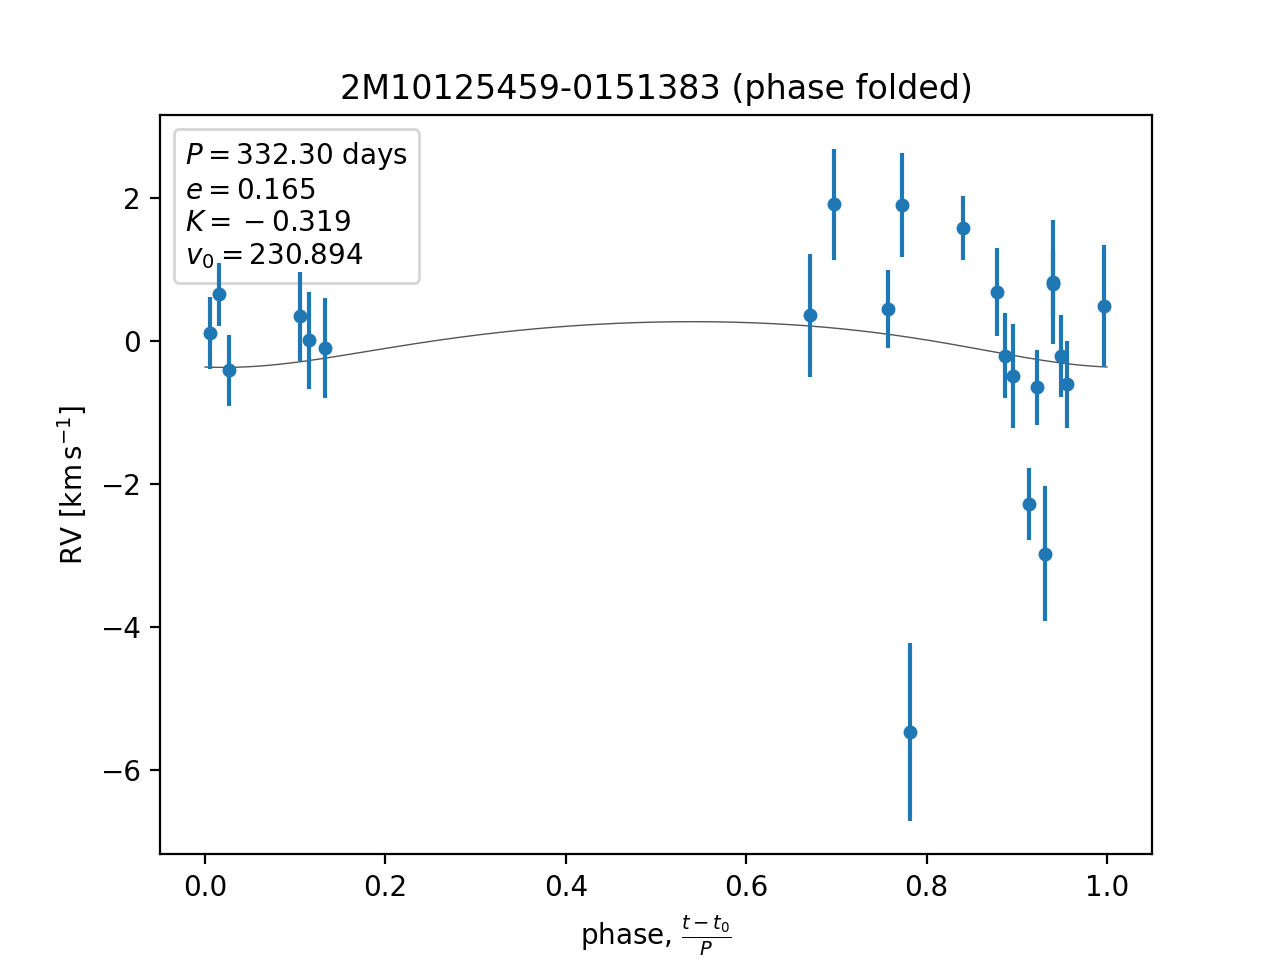 2M10125459-0151383 (phase folded)
P = 332.30 days
e = 0.165
K = −0.319
v₀ = 230.894
2
0
−2
−4
−6
RV [km s⁻¹]
0.0 0.2 0.4 0.6 0.8 1.0
phase, (t − t₀)/P